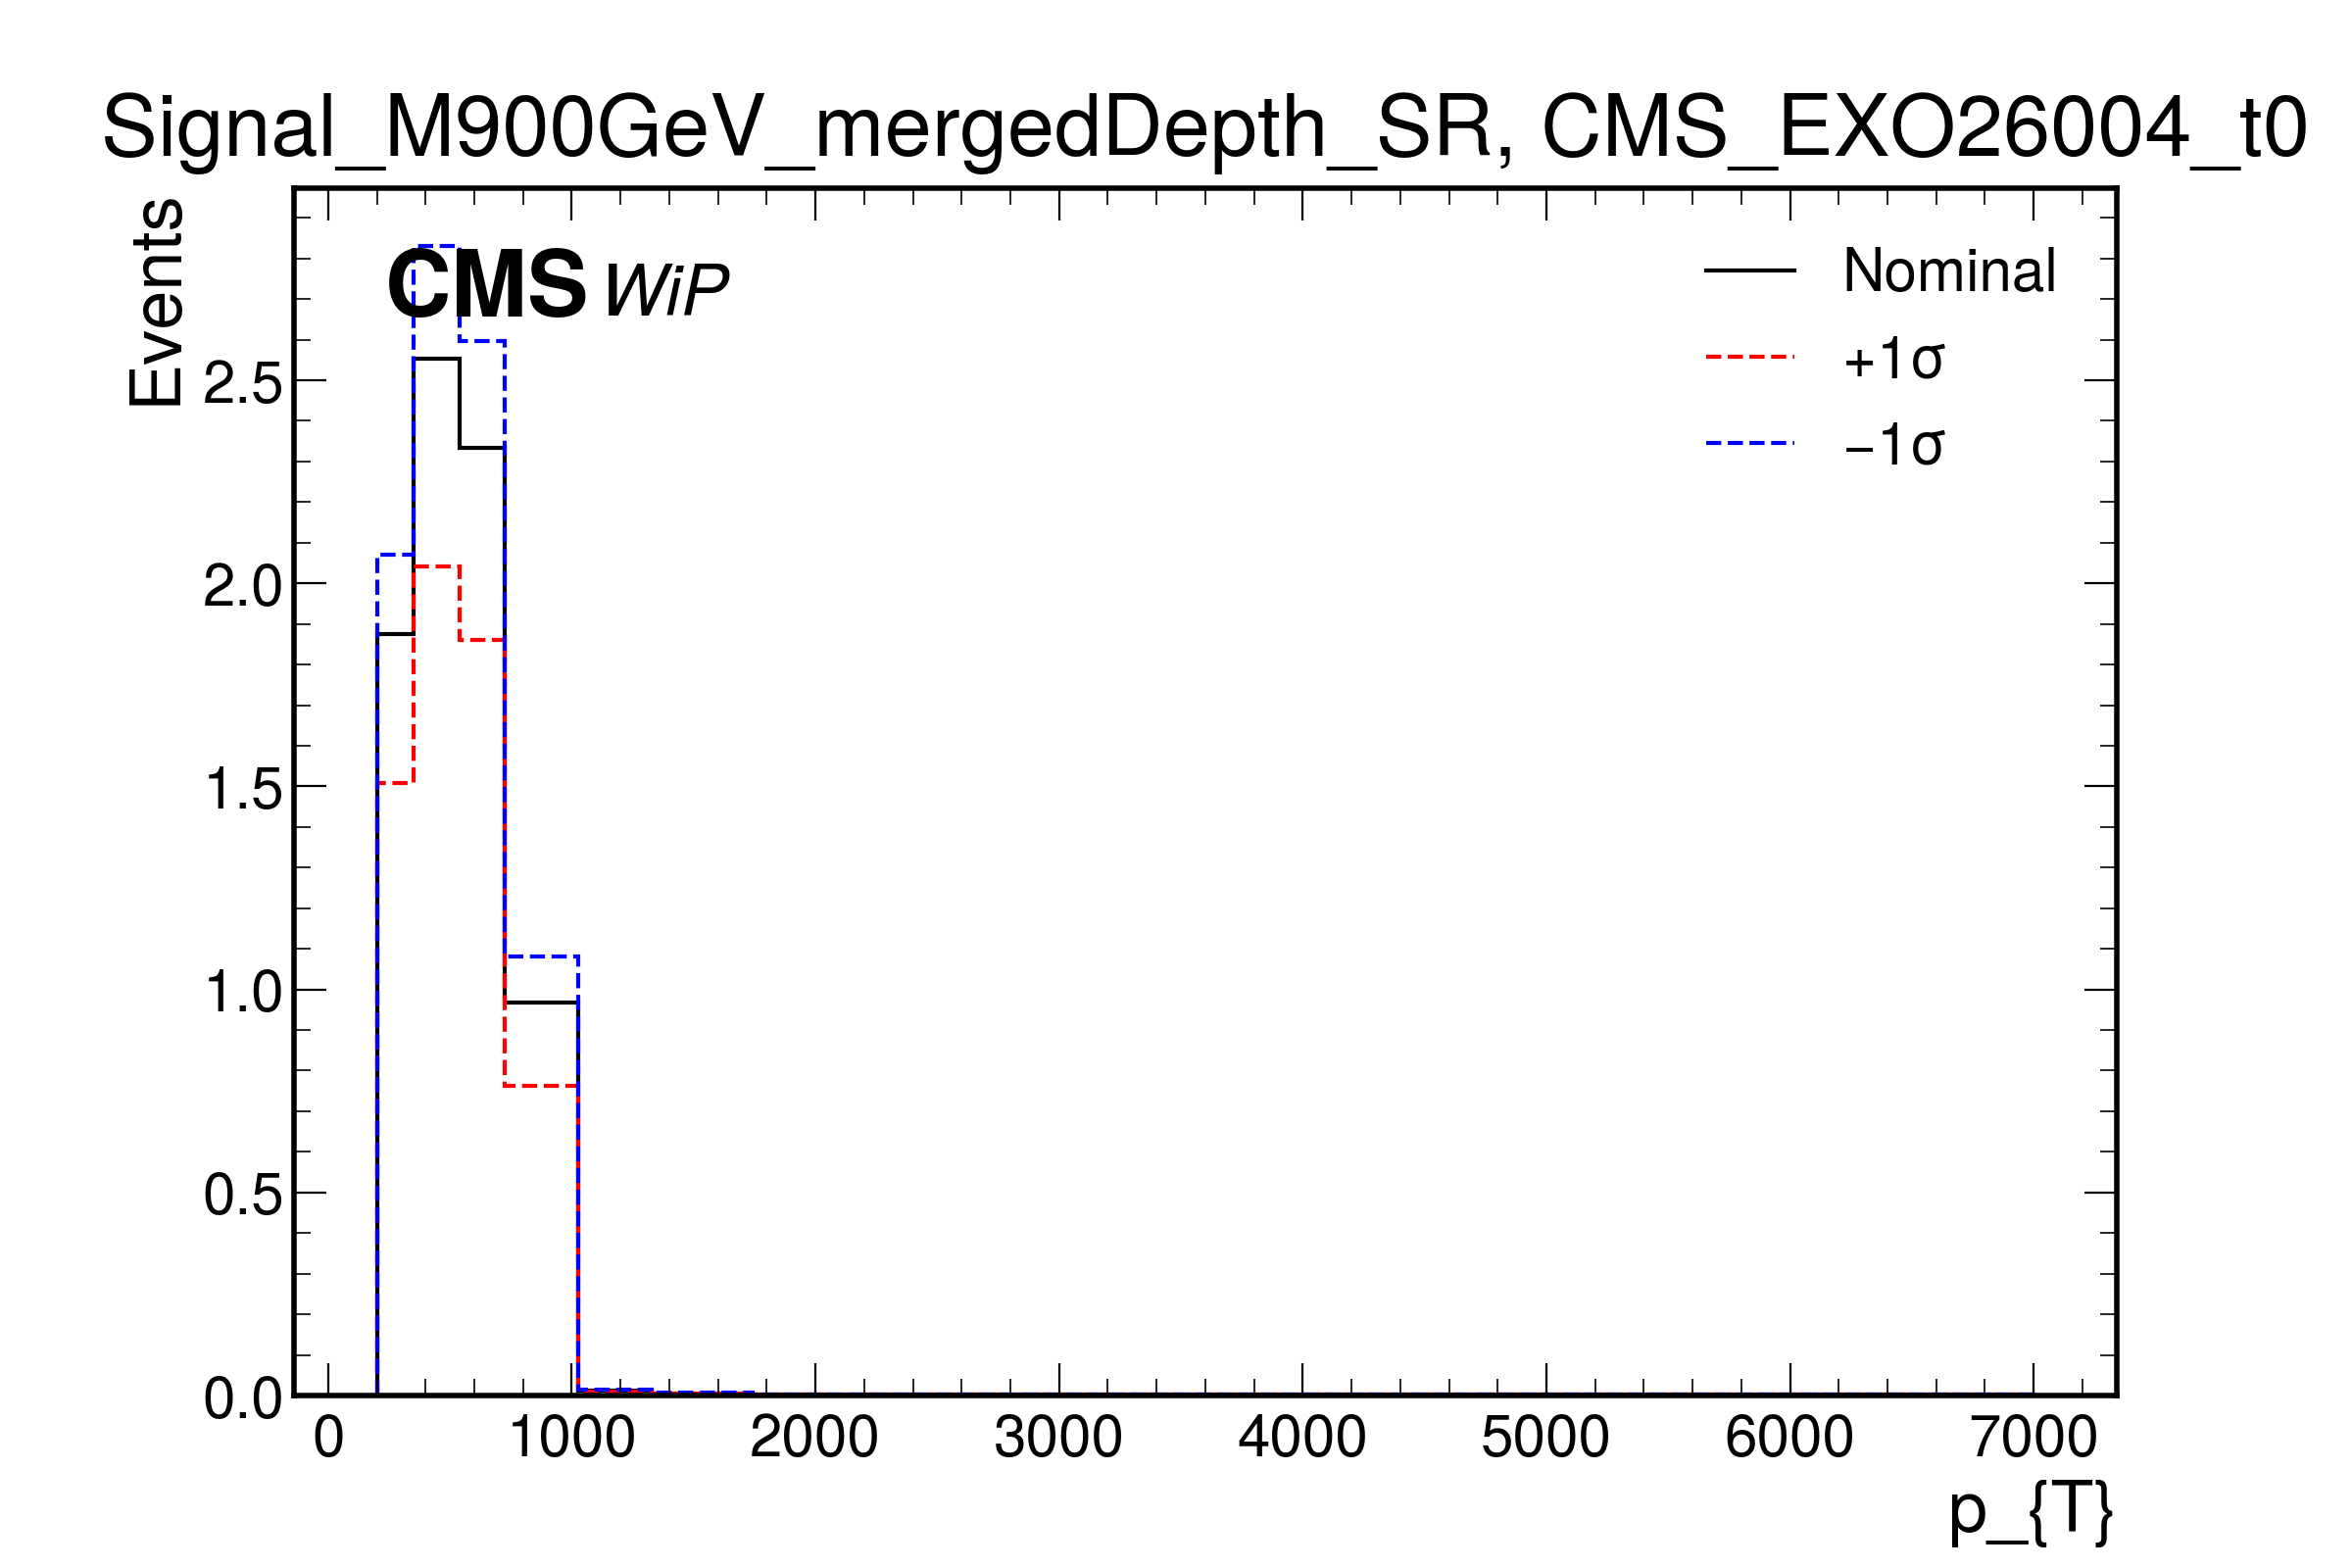 Signal_M900GeV_mergedDepth_SR, CMS_EXO26004_t0
Events
CMS WiP
Nominal
+1σ
−1σ
2.5
2.0
1.5
1.0
0.5
0.0
0 1000 2000 3000 4000 5000 6000 7000
p_{T}